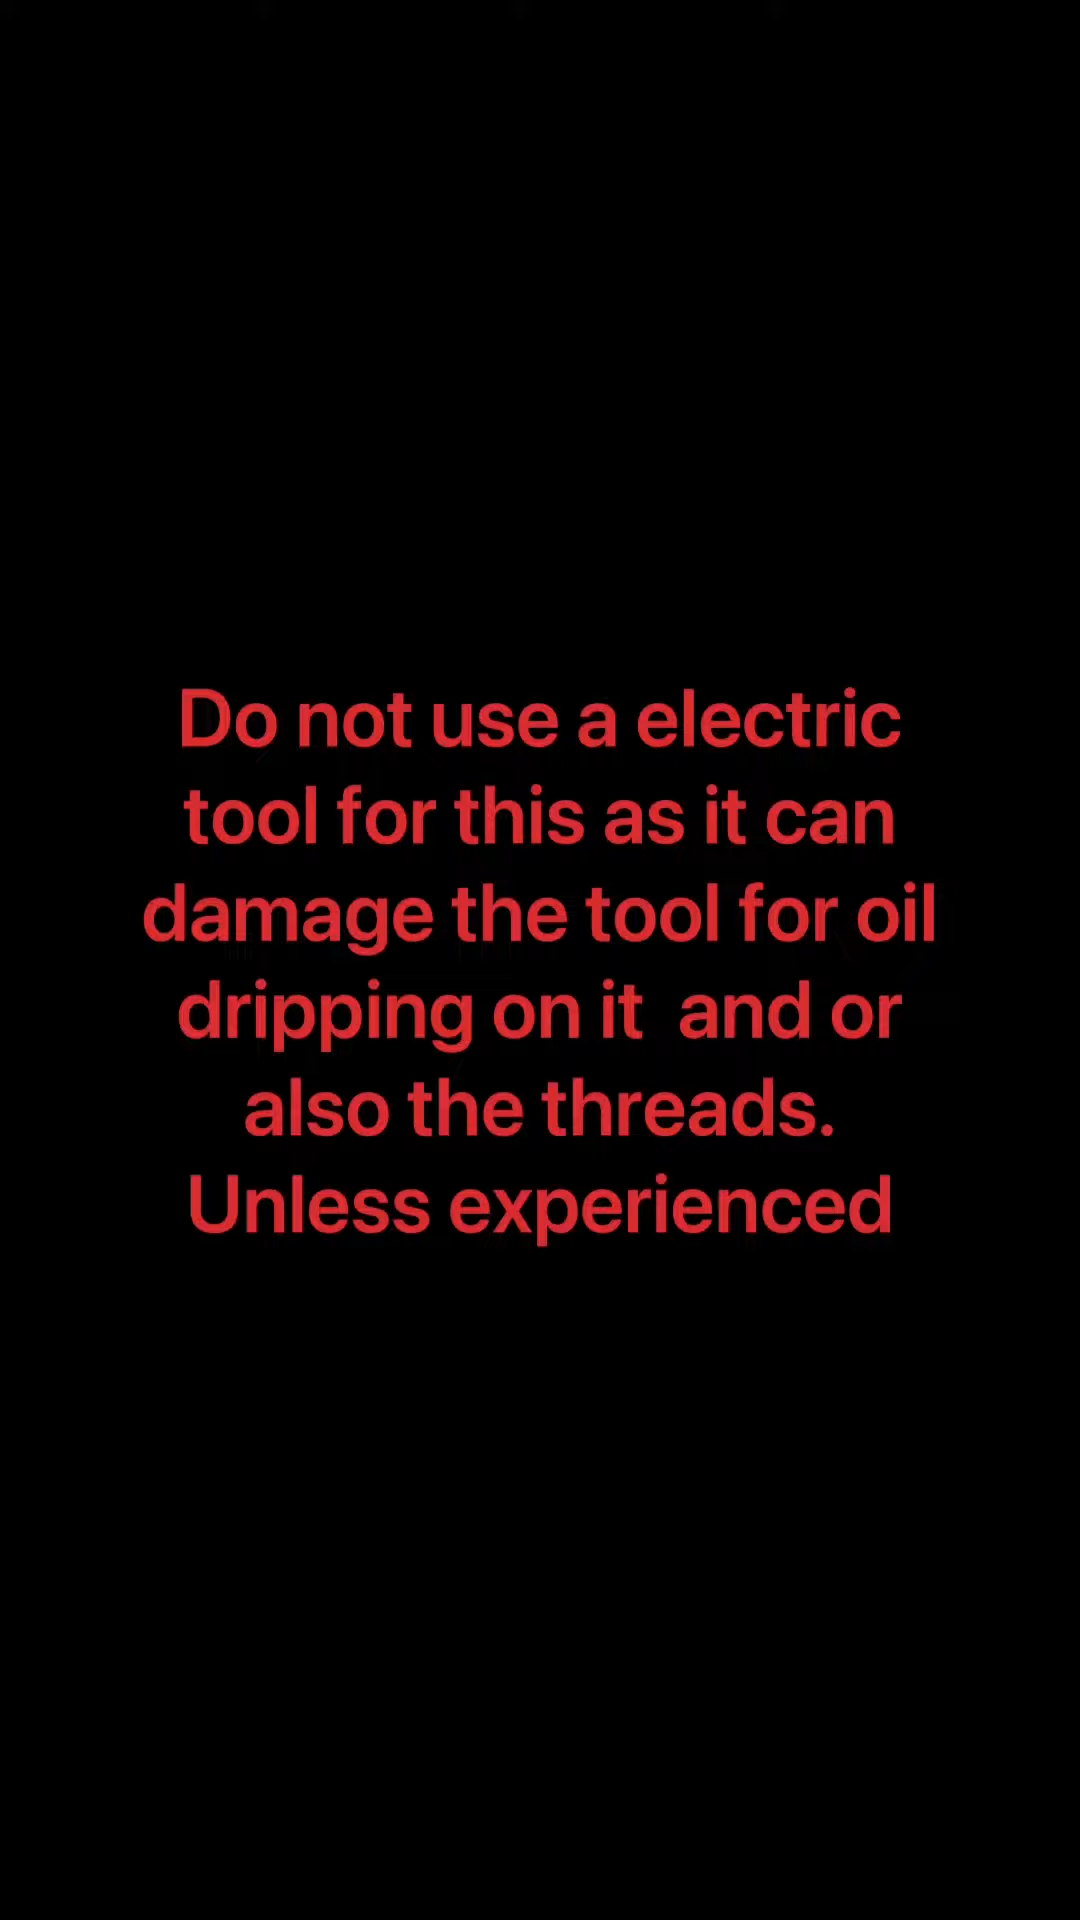 Do not use a electric
tool for this as it can
damage the tool for oil
dripping on it  and or
also the threads.
Unless experienced